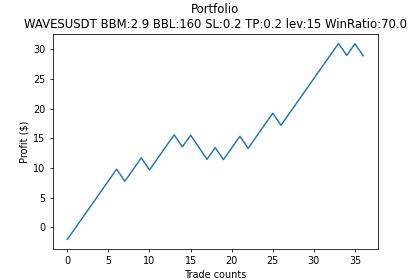 Portfolio
WAVESUSDT BBM:2.9 BBL:160 SL:0.2 TP:0.2 lev:15 WinRatio:70.0
Profit ($)
30
25
20
15
10
5
0
0 5 10 15 20 25 30 35
Trade counts